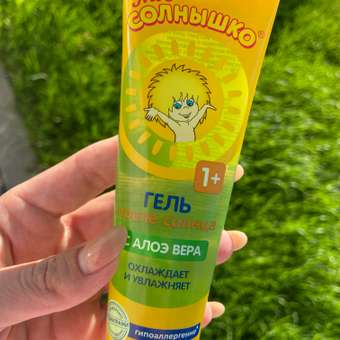 СОЛНЫШКО®
1+
ГЕЛЬ
после солнца
С АЛОЭ ВЕРА
ОХЛАЖДАЕТ
И УВЛАЖНЯЕТ
гипоаллергенно